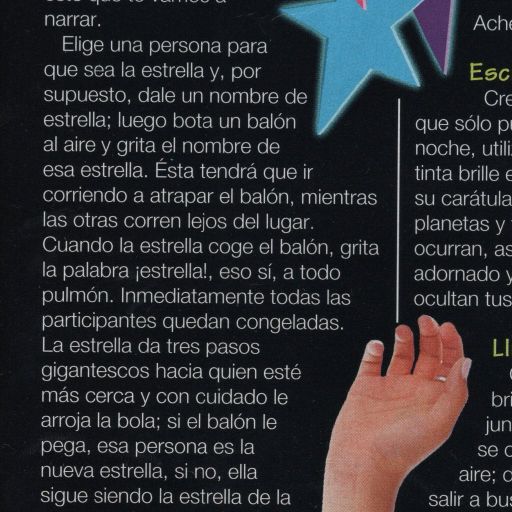 narrar.
Elige una persona para
que sea la estrella y, por
supuesto, dale un nombre de
estrella; luego bota un balón
al aire y grita el nombre de
esa estrella. Ésta tendrá que ir
corriendo a atrapar el balón, mientras
las otras corren lejos del lugar.
Cuando la estrella coge el balón, grita
la palabra ¡estrella!, eso sí, a todo
pulmón. Inmediatamente todas las
participantes quedan congeladas.
La estrella da tres pasos
gigantescos hacia quien esté
más cerca y con cuidado le
arroja la bola; si el balón le
pega, esa persona es la
nueva estrella, si no, ella
sigue siendo la estrella de la
Ache
Esc
Cre
que sólo pu
noche, utili
tinta brille e
su carátula
planetas y
ocurran, as
adornado y
ocultan tus
Ll
bri
jun
se c
aire; d
salir a bus